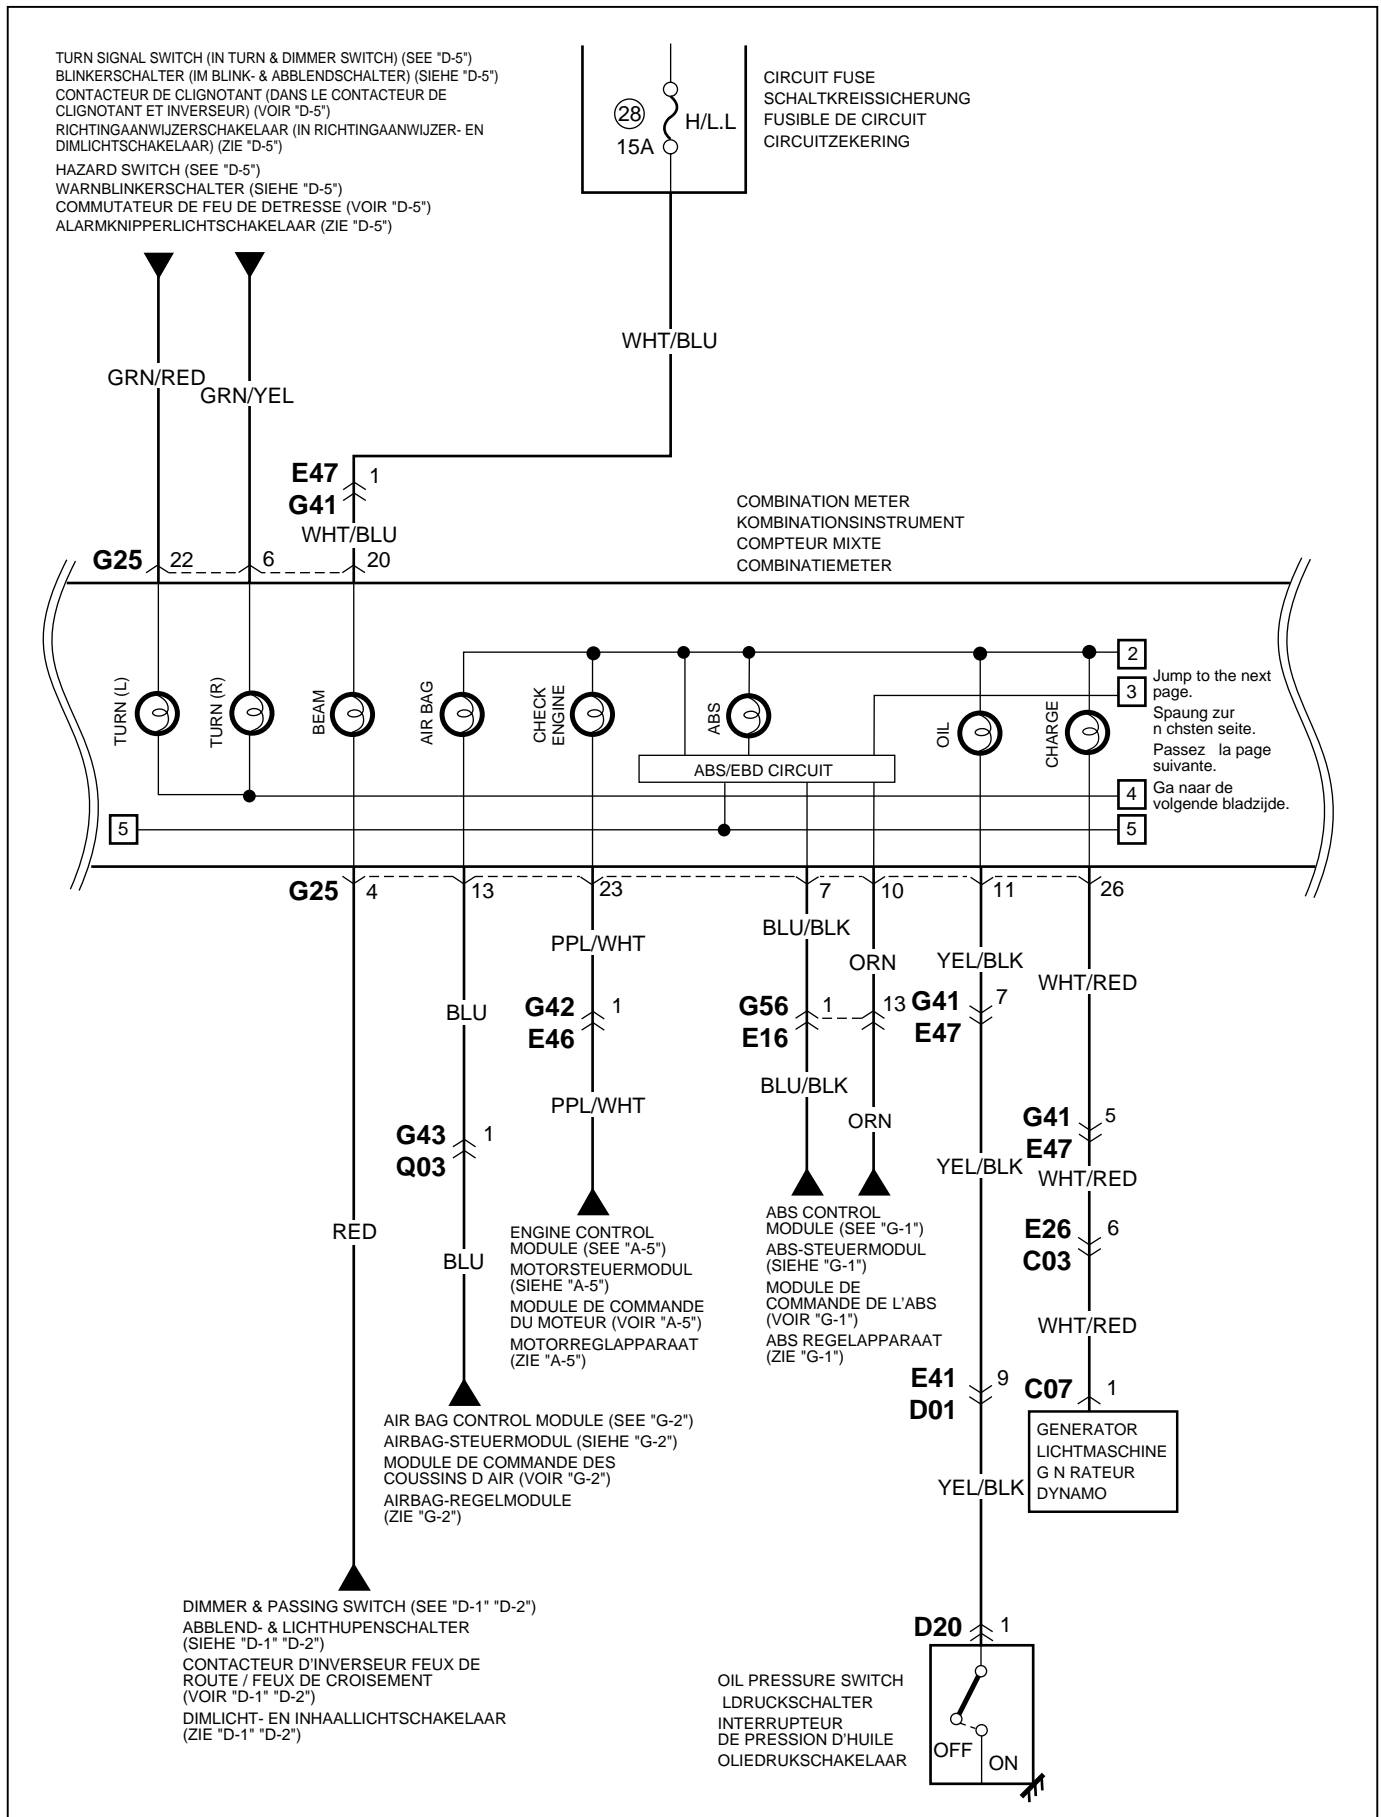 TURN SIGNAL SWITCH (IN TURN & DIMMER SWITCH) (SEE "D-5")
BLINKERSCHALTER (IM BLINK- & ABBLENDSCHALTER) (SIEHE "D-5")
CONTACTEUR DE CLIGNOTANT (DANS LE CONTACTEUR DE
CLIGNOTANT ET INVERSEUR) (VOIR "D-5")
RICHTINGAANWIJZERSCHAKELAAR (IN RICHTINGAANWIJZER- EN
DIMLICHTSCHAKELAAR) (ZIE "D-5")
HAZARD SWITCH (SEE "D-5")
WARNBLINKERSCHALTER (SIEHE "D-5")
COMMUTATEUR DE FEU DE DETRESSE (VOIR "D-5")
ALARMKNIPPERLICHTSCHAKELAAR (ZIE "D-5")
28
15A
H/L.L
CIRCUIT FUSE
SCHALTKREISSICHERUNG
FUSIBLE DE CIRCUIT
CIRCUITZEKERING
WHT/BLU
GRN/RED
GRN/YEL
E47 1
G41
WHT/BLU
COMBINATION METER
KOMBINATIONSINSTRUMENT
COMPTEUR MIXTE
COMBINATIEMETER
G25 22 6 20
TURN (L)
TURN (R)
BEAM
AIR BAG
CHECK
ENGINE
ABS
OIL
CHARGE
ABS/EBD CIRCUIT
2
3
4
5
5
Jump to the next
page.
Spaung zur
n chsten seite.
Passez la page
suivante.
Ga naar de
volgende bladzijde.
G25 4 13 23 7 10 11 26
PPL/WHT
BLU/BLK
ORN
YEL/BLK
WHT/RED
BLU
G42 1
E46
G56 1 13
E16
G41 7
E47
PPL/WHT
BLU/BLK
ORN
YEL/BLK
G43 1
Q03
G41 5
E47
WHT/RED
RED
BLU
ENGINE CONTROL
MODULE (SEE "A-5")
MOTORSTEUERMODUL
(SIEHE "A-5")
MODULE DE COMMANDE
DU MOTEUR (VOIR "A-5")
MOTORREGLAPPARAAT
(ZIE "A-5")
ABS CONTROL
MODULE (SEE "G-1")
ABS-STEUERMODUL
(SIEHE "G-1")
MODULE DE
COMMANDE DE L'ABS
(VOIR "G-1")
ABS REGELAPPARAAT
(ZIE "G-1")
E26 6
C03
WHT/RED
E41 9
D01
C07 1
GENERATOR
LICHTMASCHINE
G N RATEUR
DYNAMO
AIR BAG CONTROL MODULE (SEE "G-2")
AIRBAG-STEUERMODUL (SIEHE "G-2")
MODULE DE COMMANDE DES
COUSSINS D AIR (VOIR "G-2")
AIRBAG-REGELMODULE
(ZIE "G-2")
YEL/BLK
DIMMER & PASSING SWITCH (SEE "D-1" "D-2")
ABBLEND- & LICHTHUPENSCHALTER
(SIEHE "D-1" "D-2")
CONTACTEUR D'INVERSEUR FEUX DE
ROUTE / FEUX DE CROISEMENT
(VOIR "D-1" "D-2")
DIMLICHT- EN INHAALLICHTSCHAKELAAR
(ZIE "D-1" "D-2")
D20 1
OIL PRESSURE SWITCH
LDRUCKSCHALTER
INTERRUPTEUR
DE PRESSION D'HUILE
OLIEDRUKSCHAKELAAR
OFF
ON